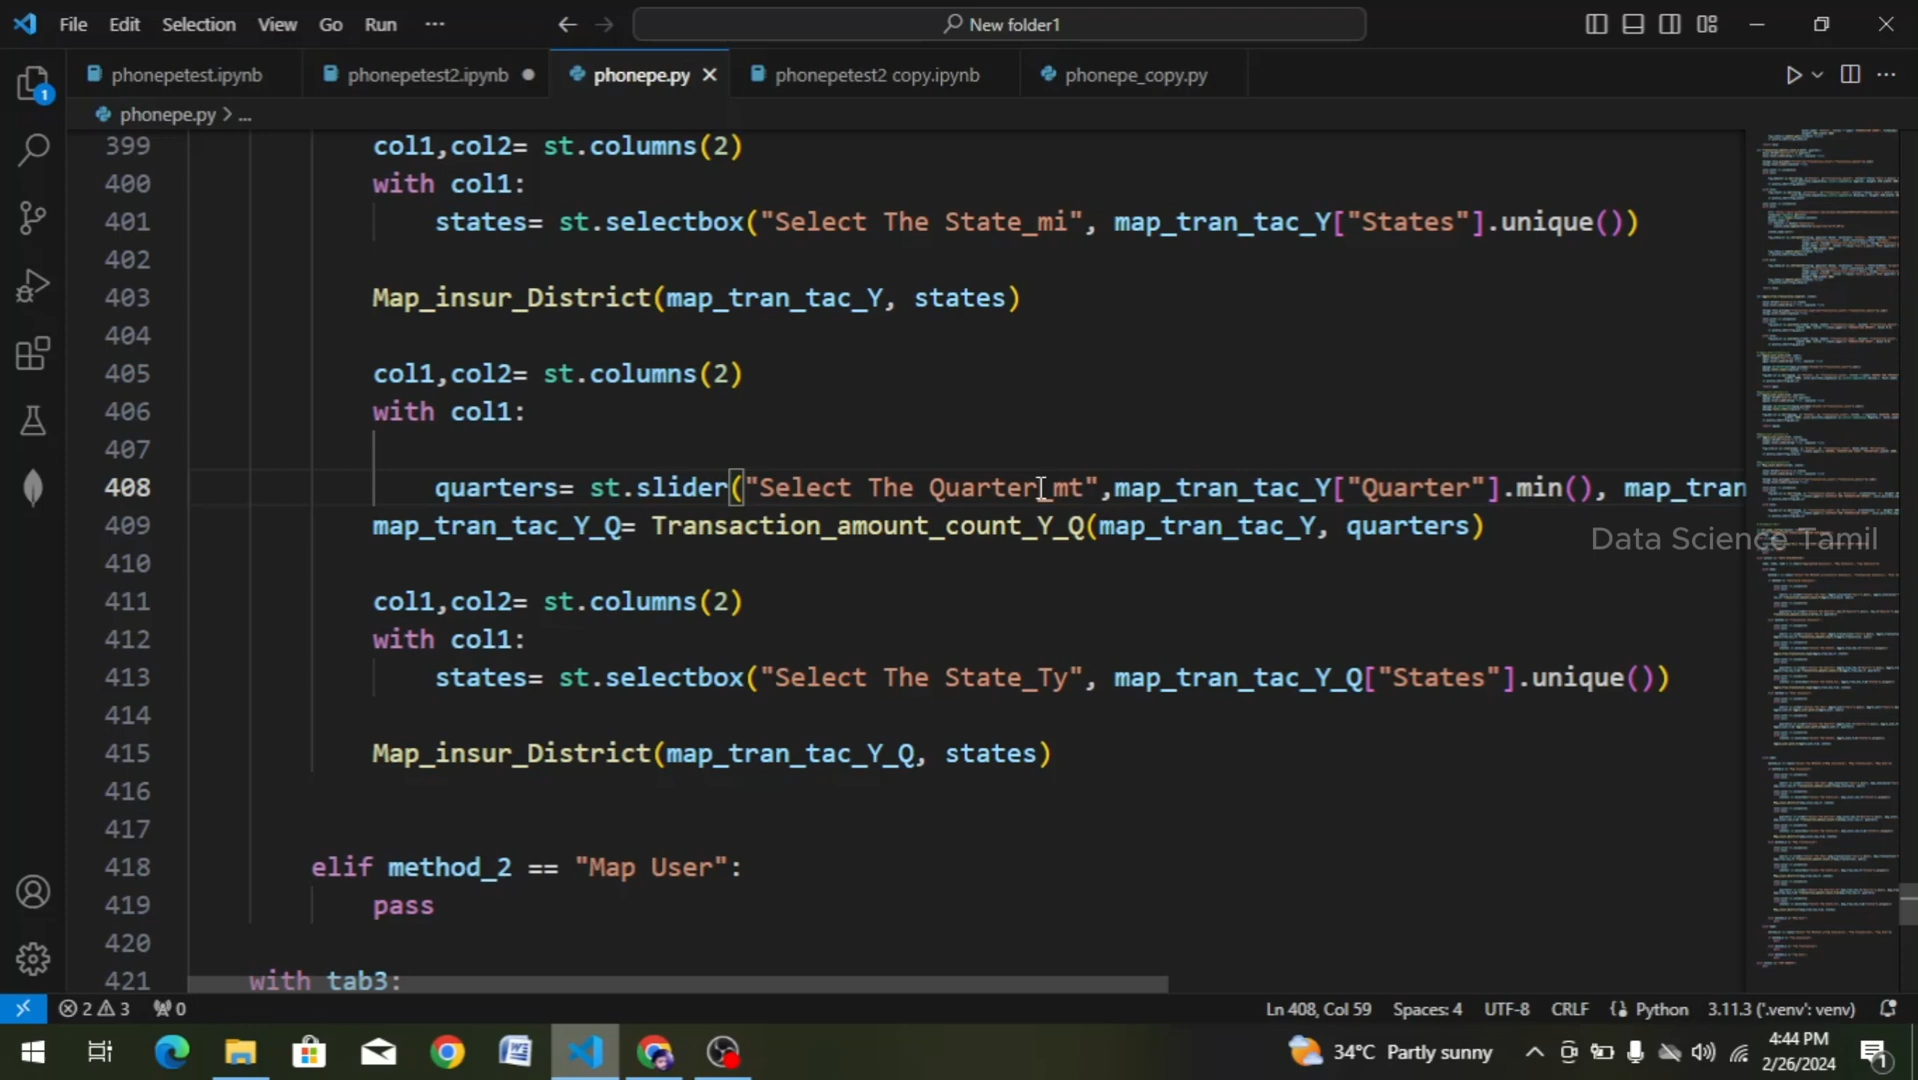 File Edit Selection View Go Run ··· New folder1
phonepetest.ipynb phonepetest2.ipynb phonepe.py phonepetest2 copy.ipynb phonepe_copy.py
phonepe.py > ...
399 col1,col2= st.columns(2)
400 with col1:
401 states= st.selectbox("Select The State_mi", map_tran_tac_Y["States"].unique())
402
403 Map_insur_District(map_tran_tac_Y, states)
404
405 col1,col2= st.columns(2)
406 with col1:
407
408 quarters= st.slider("Select The Quarter_mt",map_tran_tac_Y["Quarter"].min(), map_tran
409 map_tran_tac_Y_Q= Transaction_amount_count_Y_Q(map_tran_tac_Y, quarters)
Data Science Tamil
410
411 col1,col2= st.columns(2)
412 with col1:
413 states= st.selectbox("Select The State_Ty", map_tran_tac_Y_Q["States"].unique())
414
415 Map_insur_District(map_tran_tac_Y_Q, states)
416
417
418 elif method_2 == "Map User":
419 pass
420
421 with tab3:
1
2 3 0 Ln 408, Col 59 Spaces: 4 UTF-8 CRLF Python 3.11.3 ('.venv': venv)
34°C Partly sunny 4:44 PM
2/26/2024 1